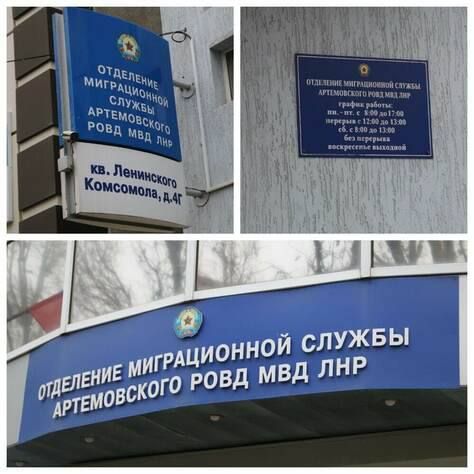 ОТДЕЛЕНИЕ
МИГРАЦИОННОЙ
СЛУЖБЫ
АРТЕМОВСКОГО
РОВД МВД ЛНР
кв. Ленинского
Комсомола, д.4Г
ОТДЕЛЕНИЕ МИГРАЦИОННОЙ СЛУЖБЫ
АРТЕМОВСКОГО РОВД МВД ЛНР
график работы:
пн. - пт. с 8:00 до 17:00
перерыв с 12:00 до 13:00
сб. с 8:00 до 13:00
без перерыва
воскресенье выходной
ОТДЕЛЕНИЕ МИГРАЦИОННОЙ СЛУЖБЫ
АРТЕМОВСКОГО РОВД МВД ЛНР